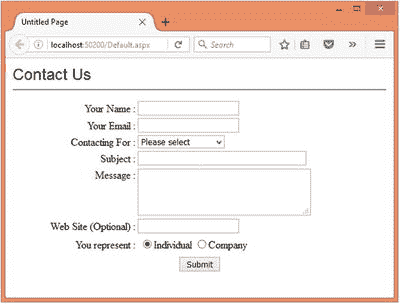 Untitled Page
localhost:50200/Default.aspx
Search
Contact Us
Your Name :
Your Email :
Contacting For : Please select
Subject :
Message :
Web Site (Optional) :
You represent : Individual Company
Submit